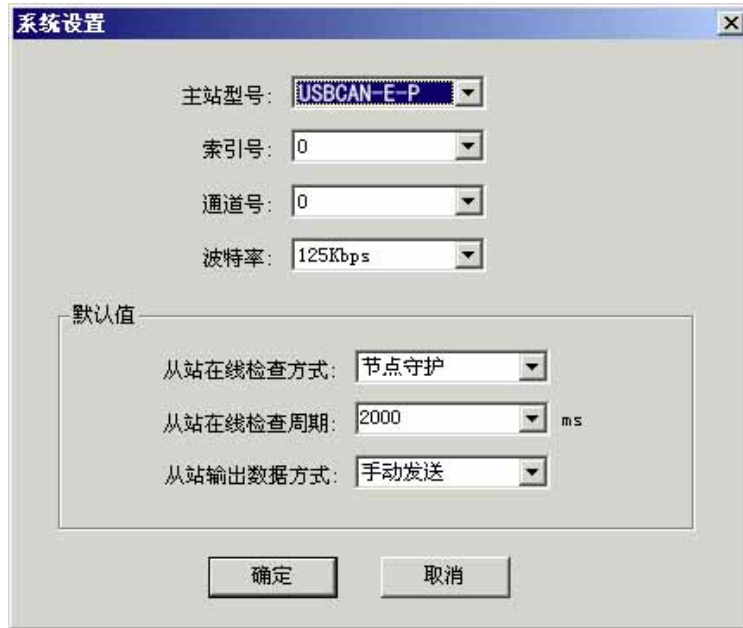 系统设置
主站型号: USBCAN-E-P
索引号: 0
通道号: 0
波特率: 125Kbps
默认值
从站在线检查方式: 节点守护
从站在线检查周期: 2000 ms
从站输出数据方式: 手动发送
确定 取消